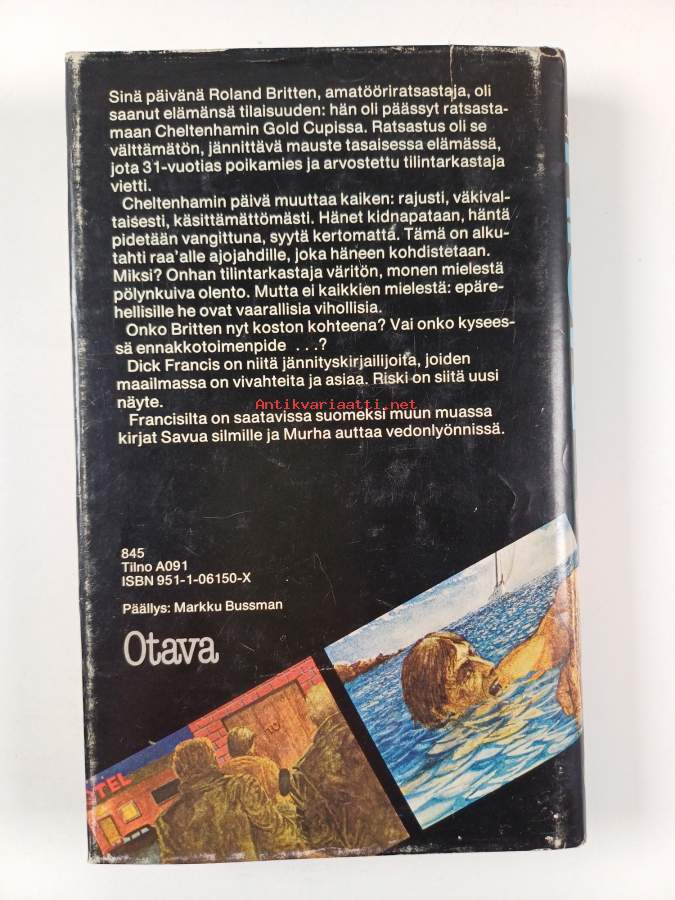 Sinä päivänä Roland Britten, amatööriratsastaja, oli
saanut elämänsä tilaisuuden: hän oli päässyt ratsasta-
maan Cheltenhamin Gold Cupissa. Ratsastus oli se
välttämätön, jännittävä mauste tasaisessa elämässä,
jota 31-vuotias poikamies ja arvostettu tilintarkastaja
vietti.
Cheltenhamin päivä muuttaa kaiken: rajusti, väkival-
taisesti, käsittämättömästi. Hänet kidnapataan, häntä
pidetään vangittuna, syytä kertomatta. Tämä on alku-
tahti raa'alle ajojahdille, joka häneen kohdistetaan.
Miksi? Onhan tilintarkastaja väritön, monen mielestä
pölynkuiva olento. Mutta ei kaikkien mielestä: epäre-
hellisille he ovat vaarallisia vihollisia.
Onko Britten nyt koston kohteena? Vai onko kysees-
sä ennakkotoimenpide ...?
Dick Francis on niitä jännityskirjailijoita, joiden
maailmassa on vivahteita ja asiaa. Riski on siitä uusi
näyte.
Antikvariaatti.net
Francisilta on saatavissa suomeksi muun muassa
kirjat Savua silmille ja Murha auttaa vedonlyönnissä.
845
Tilno A091
ISBN 951-1-06150-X
Päällys: Markku Bussman
Otava
OTEL